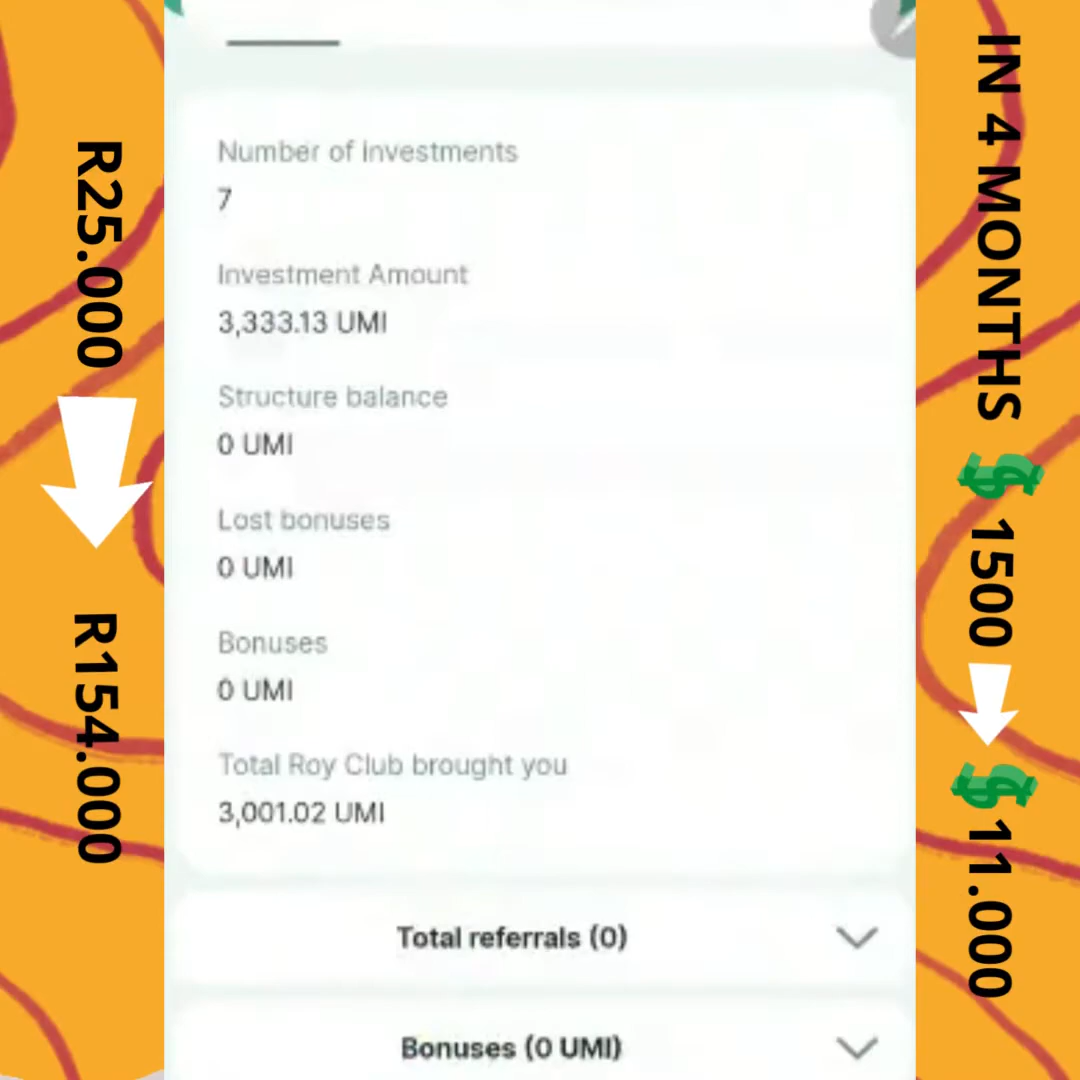 R25.000
R154.000
Number of investments
7
Investment Amount
3,333.13 UMI
Structure balance
0 UMI
Lost bonuses
0 UMI
Bonuses
0 UMI
Total Roy Club brought you
3,001.02 UMI
Total referrals (0)
Bonuses (0 UMI)
IN 4 MONTHS
$ 1500
$ 11.000